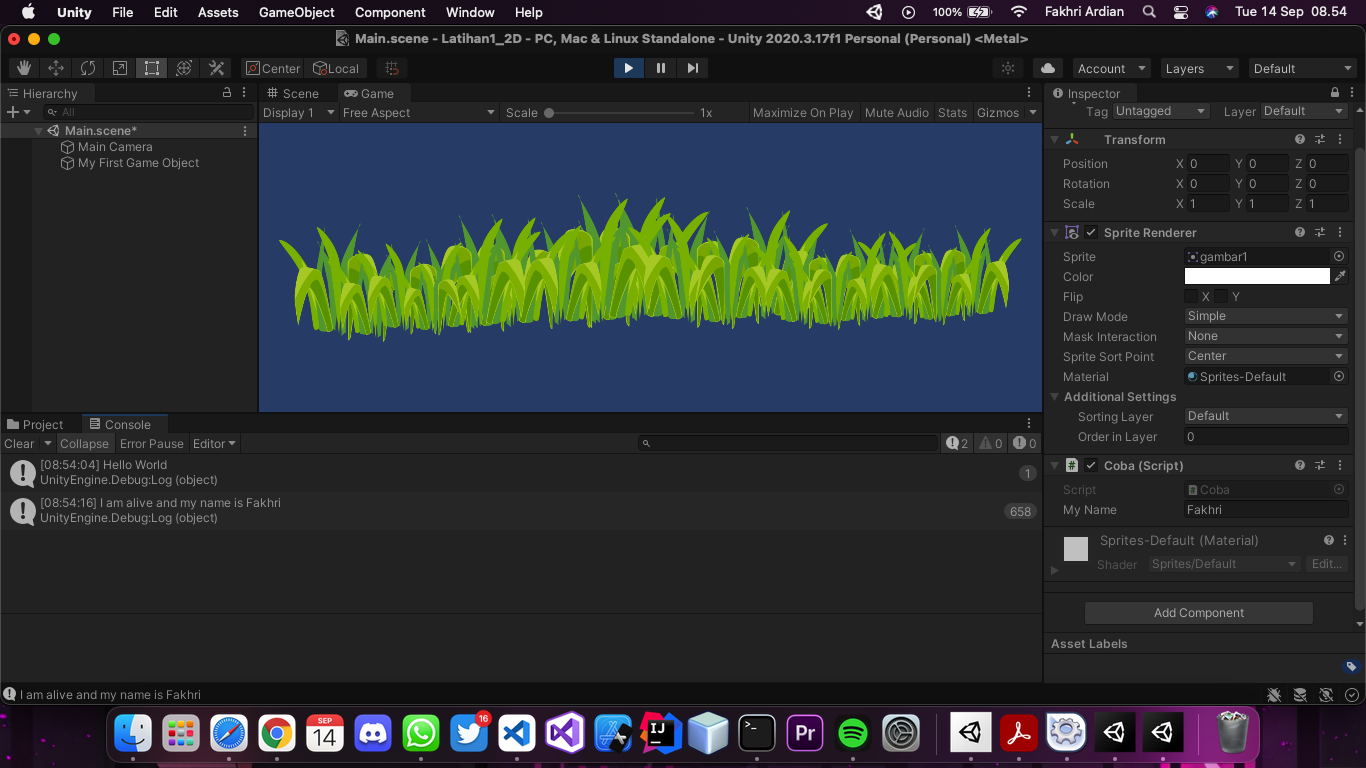 Unity File Edit Assets GameObject Component Window Help 100% Fakhri Ardian Tue 14 Sep 08.54
Main.scene - Latihan1_2D - PC, Mac & Linux Standalone - Unity 2020.3.17f1 Personal (Personal) <Metal>
Center Local Account Layers Default
Hierarchy
All
Main.scene*
Main Camera
My First Game Object
Scene Game
Display 1 Free Aspect Scale 1x Maximize On Play Mute Audio Stats Gizmos
Inspector
Tag Untagged Layer Default
Transform
Position X 0 Y 0 Z 0
Rotation X 0 Y 0 Z 0
Scale X 1 Y 1 Z 1
Sprite Renderer
Sprite gambar1
Color
Flip X Y
Draw Mode Simple
Mask Interaction None
Sprite Sort Point Center
Material Sprites-Default
Additional Settings
Sorting Layer Default
Order in Layer 0
Coba (Script)
Script Coba
My Name Fakhri
Sprites-Default (Material)
Shader Sprites/Default Edit...
Add Component
Asset Labels
Project Console
Clear Collapse Error Pause Editor 2 0 0
[08:54:04] Hello World
UnityEngine.Debug:Log (object)
1
[08:54:16] I am alive and my name is Fakhri
UnityEngine.Debug:Log (object)
658
I am alive and my name is Fakhri
SEP
14
16
IJ
>_
Pr